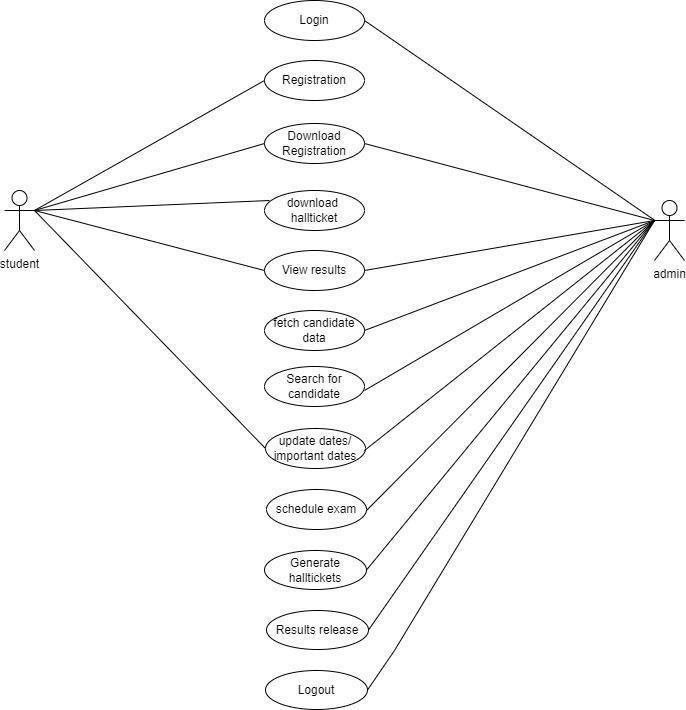 Login
Registration
Download
Registration
download
hallticket
View results
student
admin
fetch candidate
data
Search for
candidate
update dates/
important dates
schedule exam
Generate
halltickets
Results release
Logout